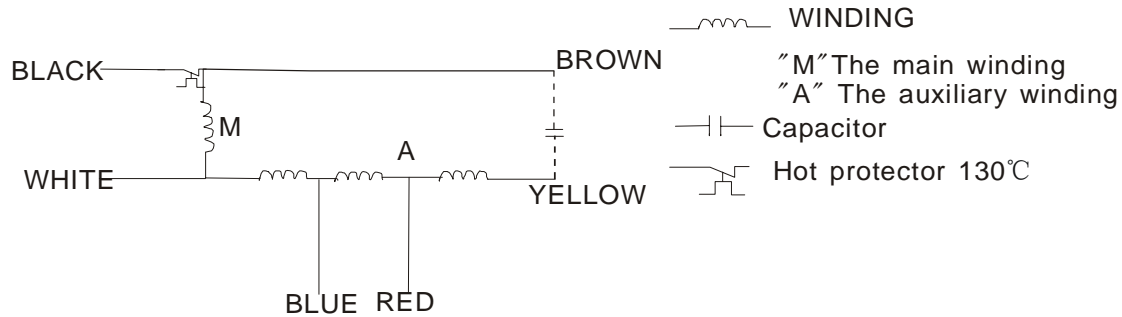 WINDING
BLACK
BROWN
″M″The main winding
″A″ The auxiliary winding
M
Capacitor
A
WHITE
Hot protector 130℃
YELLOW
BLUE
RED